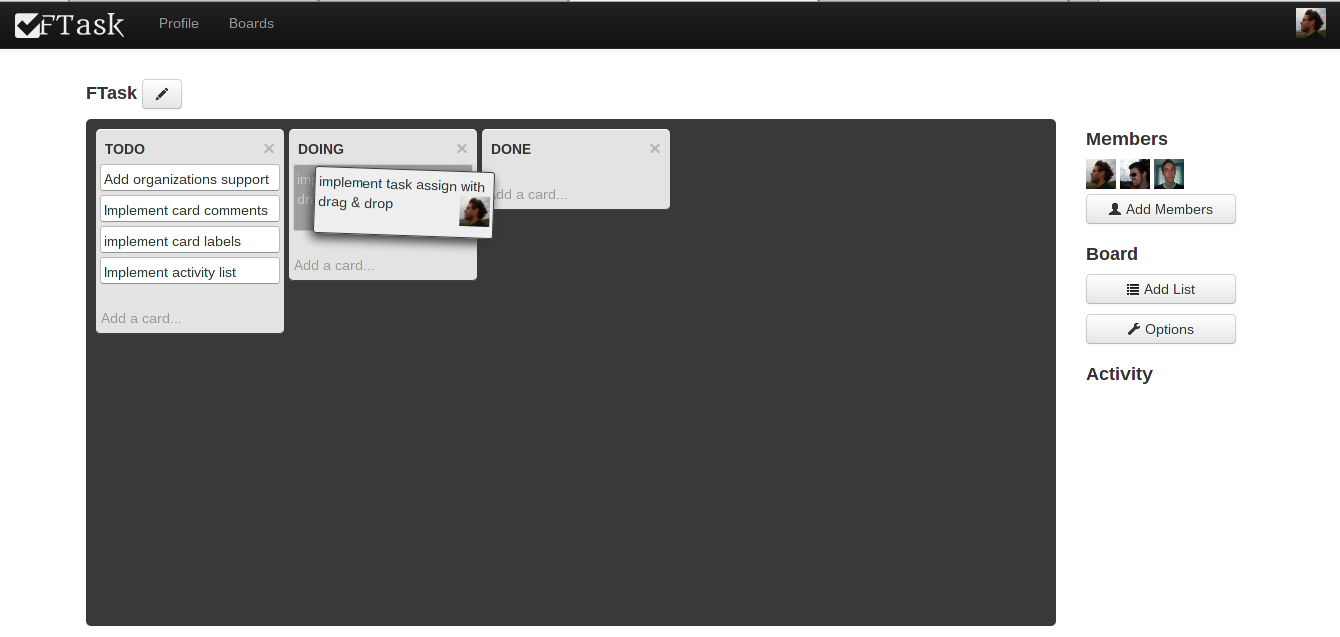 FTask
Profile
Boards
FTask
TODO
Add organizations support
Implement card comments
implement card labels
Implement activity list
Add a card...
DOING
implement task assign with
drag & drop
Add a card...
DONE
dd a card...
Members
Add Members
Board
Add List
Options
Activity